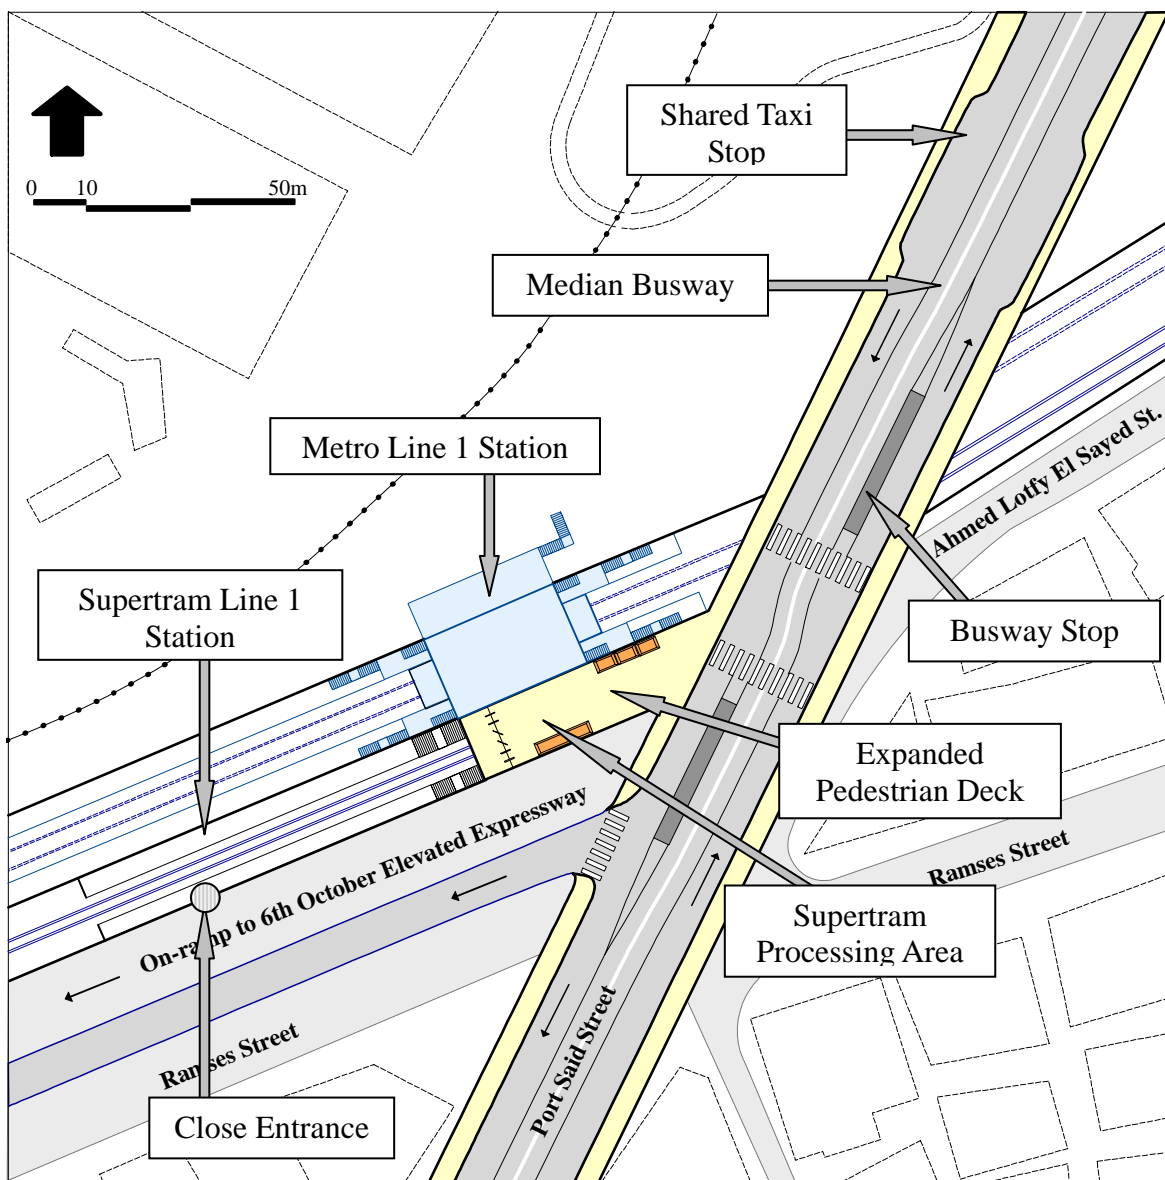 Shared Taxi
Stop
0 10 50m
Median Busway
Ahmed Lotfy El Sayed St.
Metro Line 1 Station
Supertram Line 1
Station
Busway Stop
Expanded
Pedestrian Deck
On-ramp to 6th October Elevated Expressway
Ramses Street
Supertram
Processing Area
Port Said Street
Ramses Street
Close Entrance